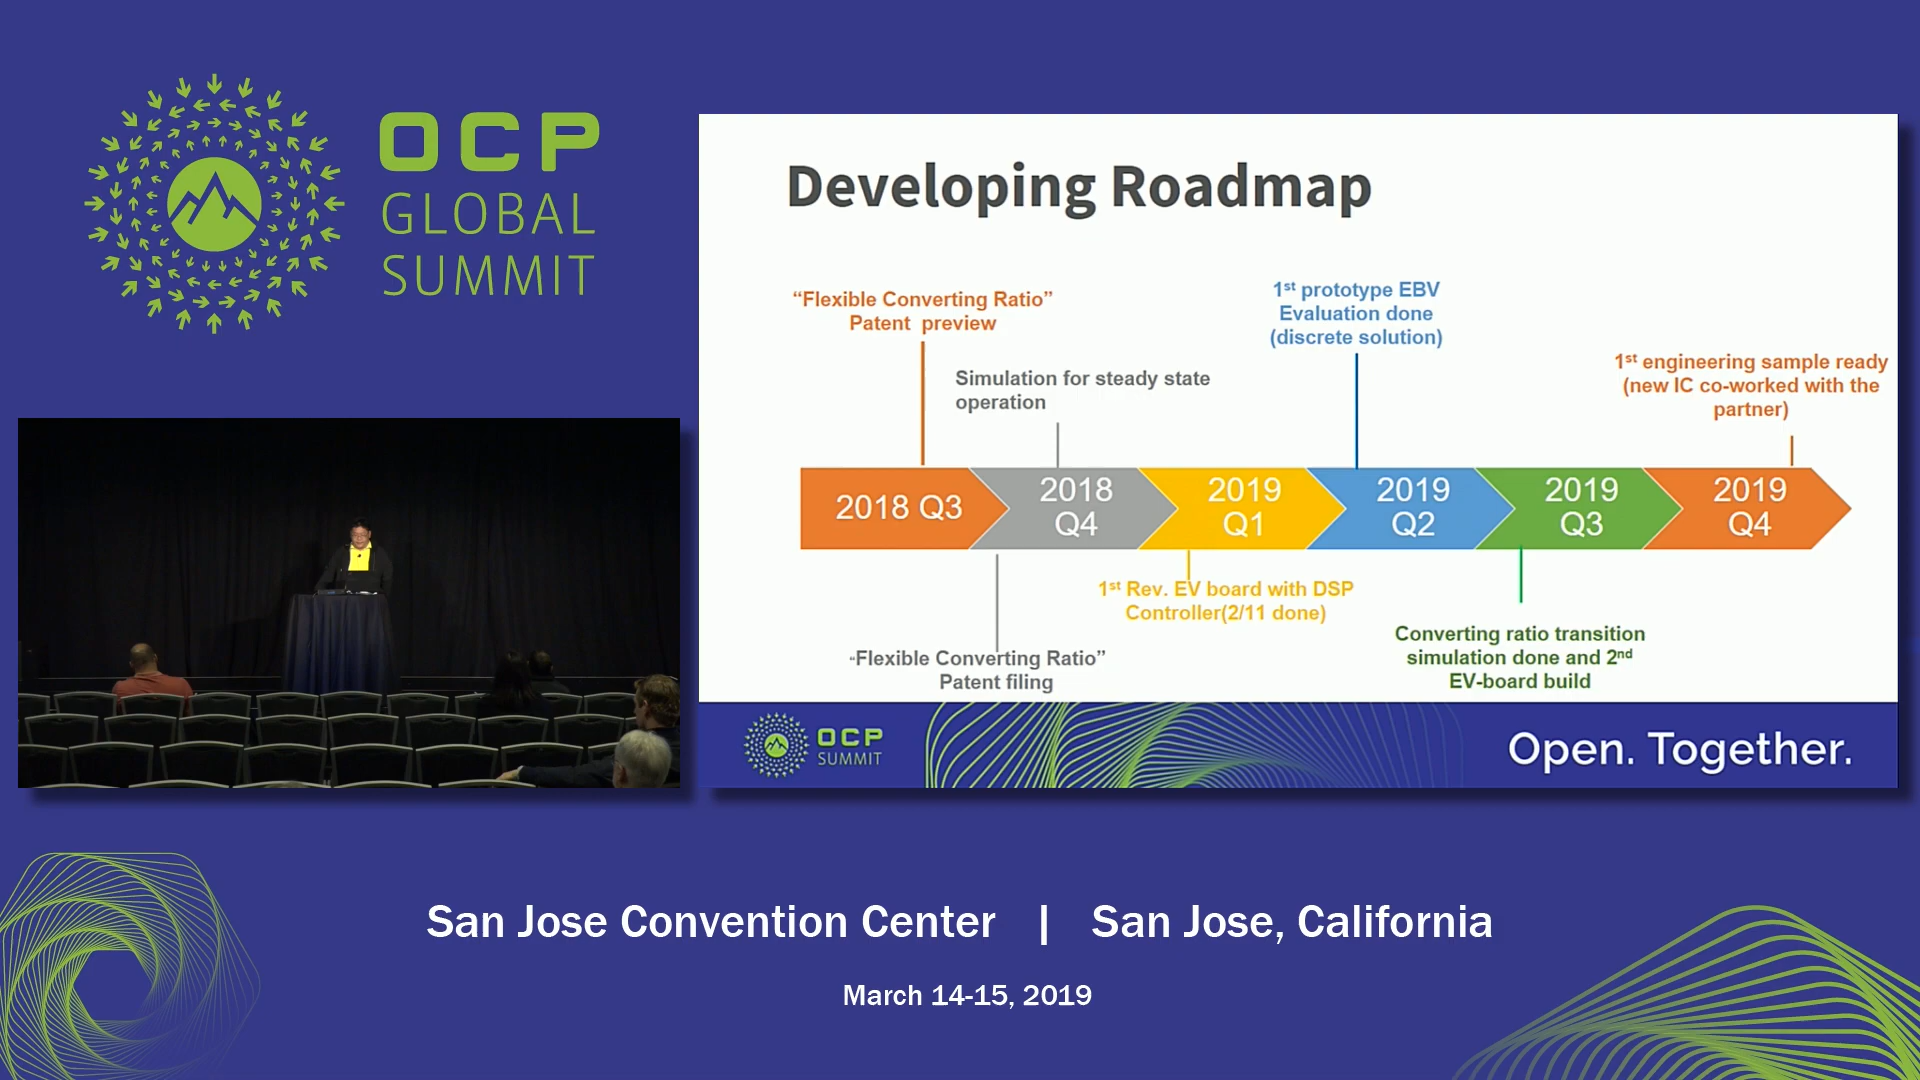 OCP
GLOBAL
SUMMIT
Developing Roadmap
“Flexible Converting Ratio”
Patent preview
Simulation for steady state
operation
1st prototype EBV
Evaluation done
(discrete solution)
1st engineering sample ready
(new IC co-worked with the
partner)
2018 Q3
2018
Q4
2019
Q1
2019
Q2
2019
Q3
2019
Q4
1st Rev. EV board with DSP
Controller(2/11 done)
“Flexible Converting Ratio”
Patent filing
Converting ratio transition
simulation done and 2nd
EV-board build
OCP
SUMMIT
Open. Together.
San Jose Convention Center | San Jose, California
March 14-15, 2019